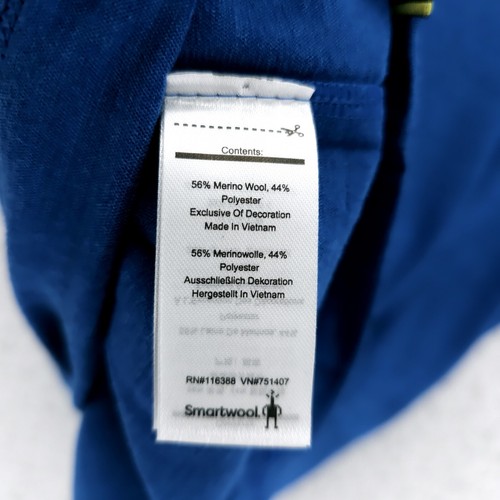 Contents:
56% Merino Wool, 44%
Polyester
Exclusive Of Decoration
Made In Vietnam
56% Merinowolle, 44%
Polyester
Ausschließlich Dekoration
Hergestellt In Vietnam
RN#116388 VN#751407
Smartwool